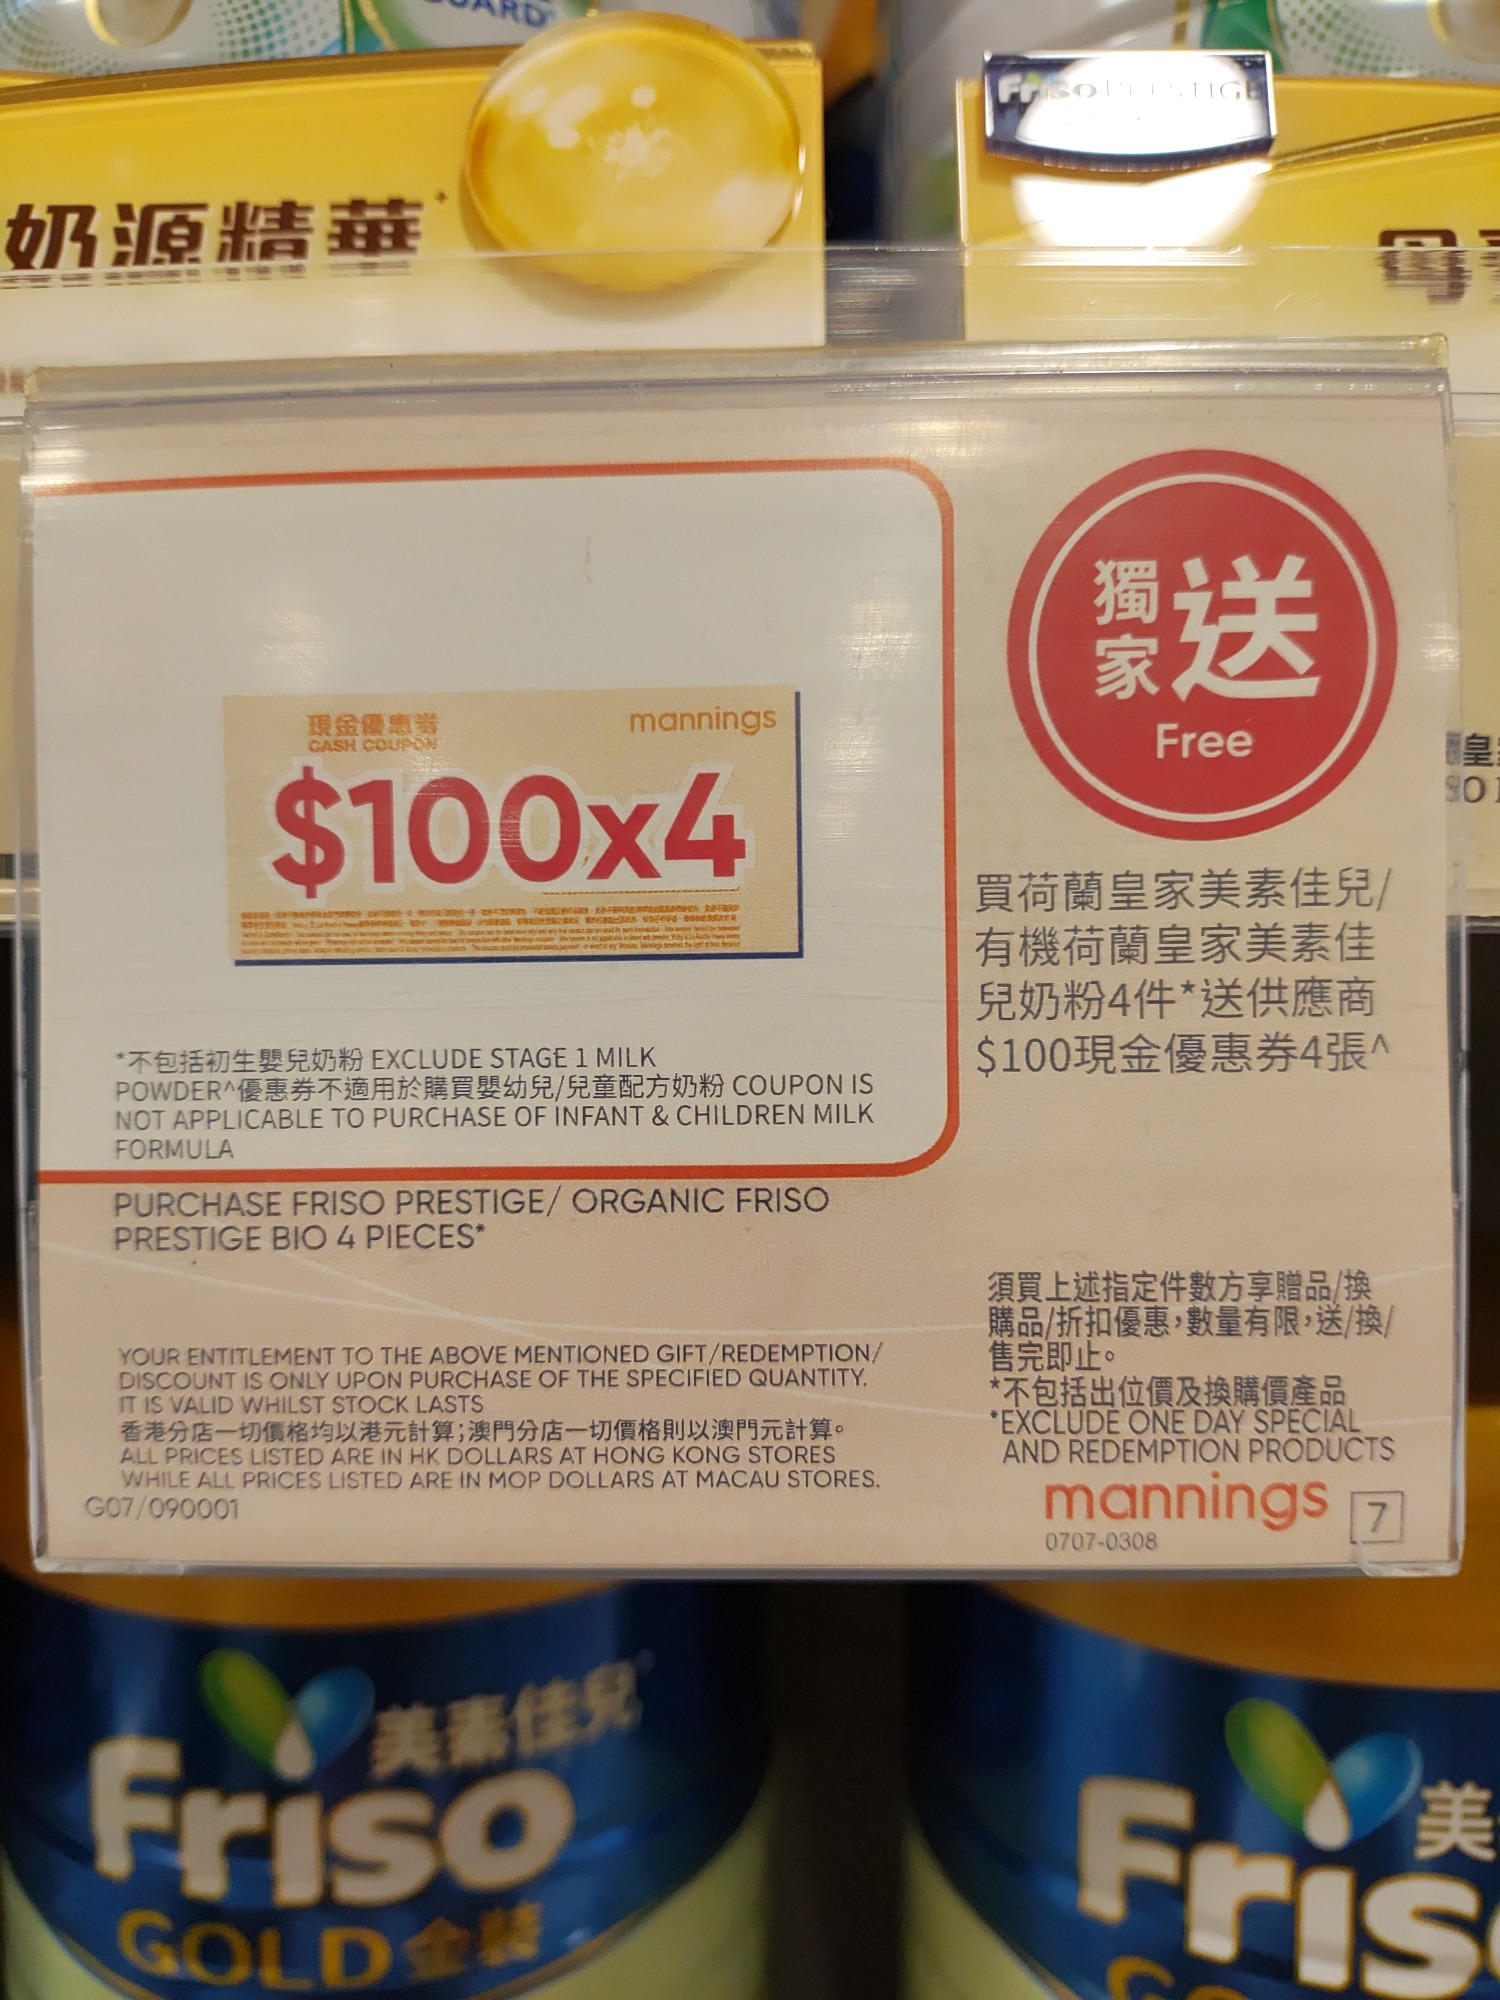 GUARD
奶源精華
Friso PRESTIGE
獨家 送
Free
現金優惠券
CASH COUPON
mannings
$100x4
買荷蘭皇家美素佳兒/
有機荷蘭皇家美素佳
兒奶粉4件*送供應商
$100現金優惠券4張^
*不包括初生嬰兒奶粉 EXCLUDE STAGE 1 MILK
POWDER^優惠券不適用於購買嬰幼兒/兒童配方奶粉 COUPON IS
NOT APPLICABLE TO PURCHASE OF INFANT & CHILDREN MILK
FORMULA
PURCHASE FRISO PRESTIGE/ ORGANIC FRISO
PRESTIGE BIO 4 PIECES*
須買上述指定件數方享贈品/換
購品/折扣優惠，數量有限，送/換/
售完即止。
*不包括出位價及換購價產品
*EXCLUDE ONE DAY SPECIAL
AND REDEMPTION PRODUCTS
YOUR ENTITLEMENT TO THE ABOVE MENTIONED GIFT/REDEMPTION/
DISCOUNT IS ONLY UPON PURCHASE OF THE SPECIFIED QUANTITY.
IT IS VALID WHILST STOCK LASTS
香港分店一切價格均以港元計算；澳門分店一切價格則以澳門元計算。
ALL PRICES LISTED ARE IN HK DOLLARS AT HONG KONG STORES
WHILE ALL PRICES LISTED ARE IN MOP DOLLARS AT MACAU STORES.
G07/090001
mannings 7
0707-0308
美素佳兒
Friso
GOLD 金裝
美
Friso